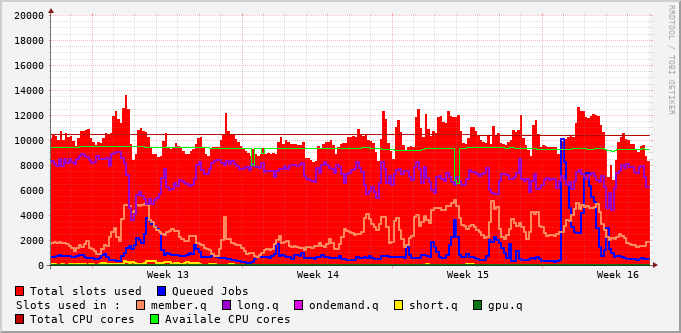 20000
18000
16000
14000
12000
10000
8000
6000
4000
2000
0
Week 13 Week 14 Week 15 Week 16
RRDTOOL / TOBI OETIKER
Total slots used Queued Jobs
Slots used in : member.q long.q ondemand.q short.q gpu.q
Total CPU cores Availale CPU cores